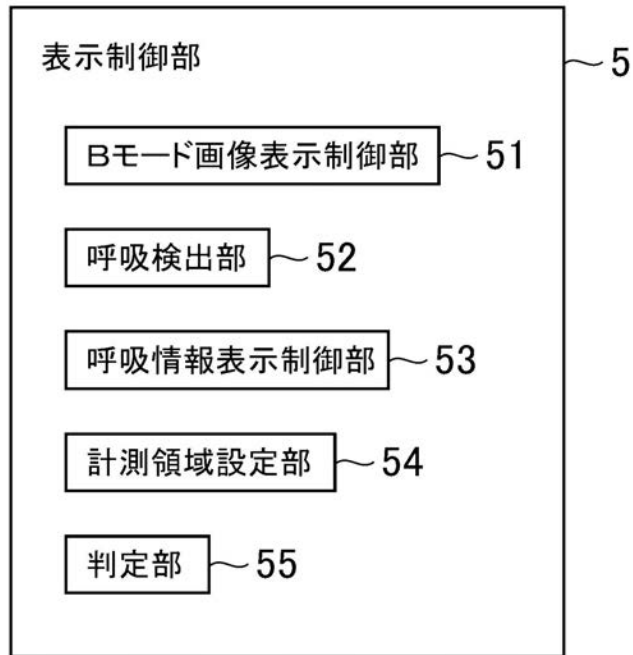 表示制御部
5
Bモード画像表示制御部 51
呼吸検出部 52
呼吸情報表示制御部 53
計測領域設定部 54
判定部 55